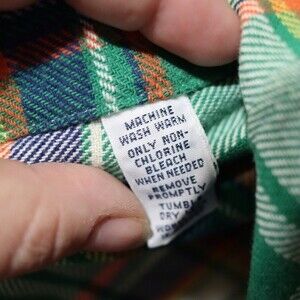 MACHINE
WASH WARM
ONLY NON-
CHLORINE
BLEACH
WHEN NEEDED
REMOVE
PROMPTLY
TUMBLE
DRY